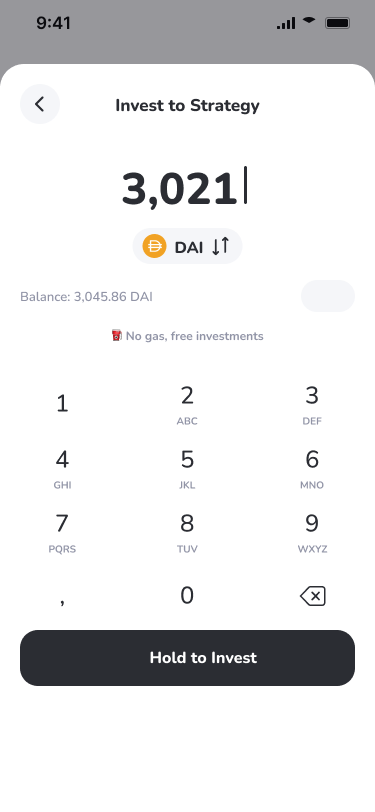 9:41
Invest to Strategy
3,021
DAI
Balance: 3,045.86 DAI
No gas, free investments
1
2
3
ABC
DEF
4
5
6
GHI
JKL
MNO
7
8
9
PQRS
TUV
WXYZ
,
0
Hold to Invest